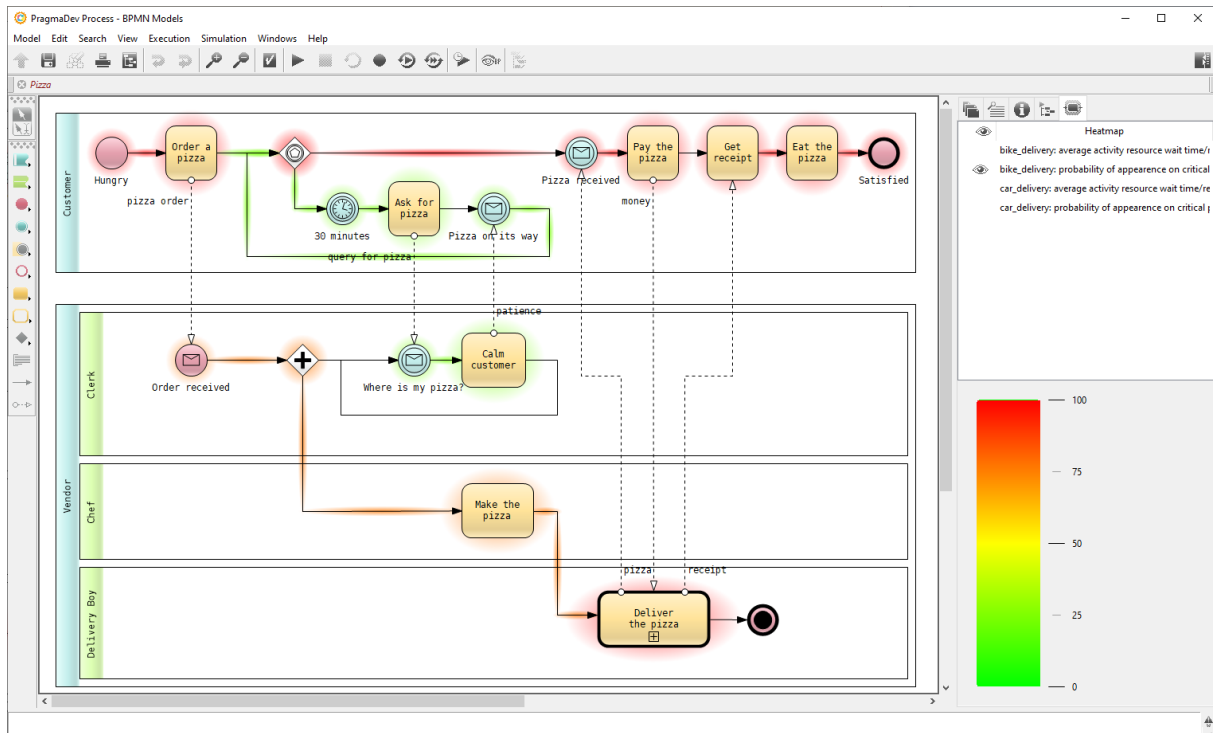 PragmaDev Process - BPMN Models
Model Edit Search View Execution Simulation Windows Help
Pizza
Customer
Hungry
Order a
pizza
pizza order
30 minutes
Ask for
pizza
query for pizza
Pizza on its way
Pizza received
Pay the
pizza
money
Get
receipt
Eat the
pizza
Satisfied
Vendor
Clerk
Order received
Where is my pizza?
patience
Calm
customer
Chef
Make the
pizza
Delivery Boy
pizza
receipt
Deliver
the pizza
Heatmap
bike_delivery: average activity resource wait time/r
bike_delivery: probability of appearence on critical
car_delivery: average activity resource wait time/re
car_delivery: probability of appearence on critical p
100
75
50
25
0